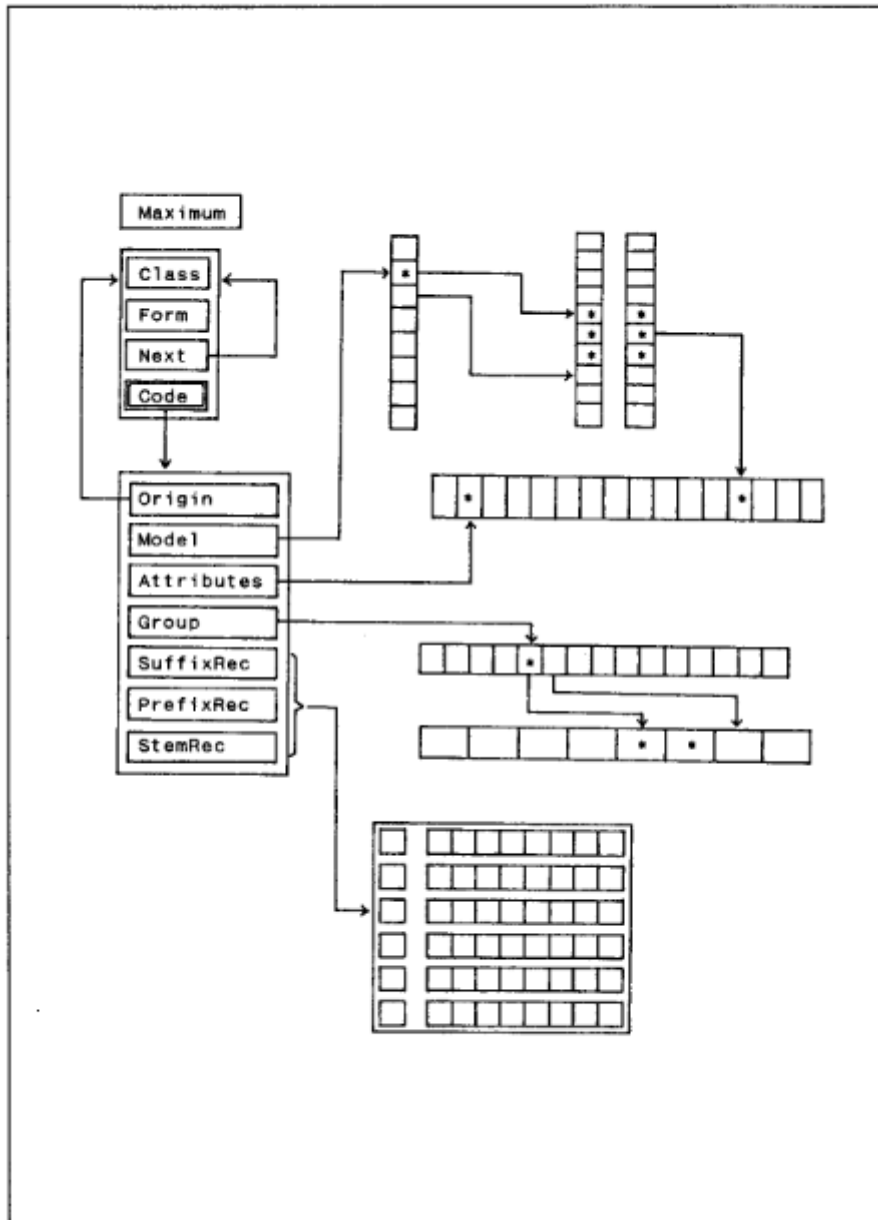 Maximum
Class
Form
Next
Code
Origin
Model
Attributes
Group
SuffixRec
PrefixRec
StemRec
*
*
*
*
*
*
*
*
*
*
*
*